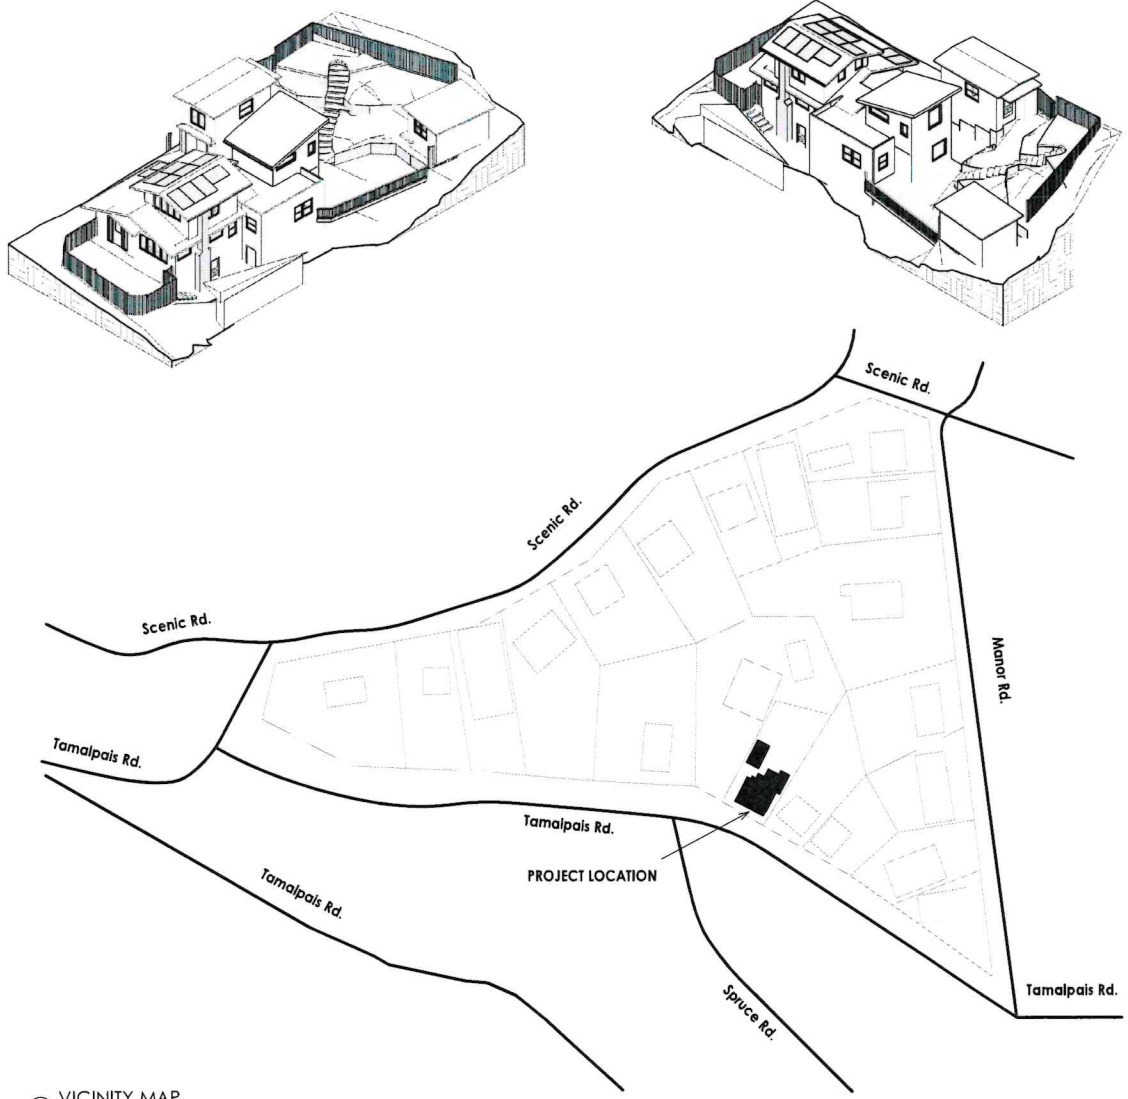 Scenic Rd.
Scenic Rd.
Scenic Rd.
Manor Rd.
Tamalpais Rd.
Tamalpais Rd.
PROJECT LOCATION
Tamalpais Rd.
Tamalpais Rd.
Spruce Rd.
VICINITY MAP